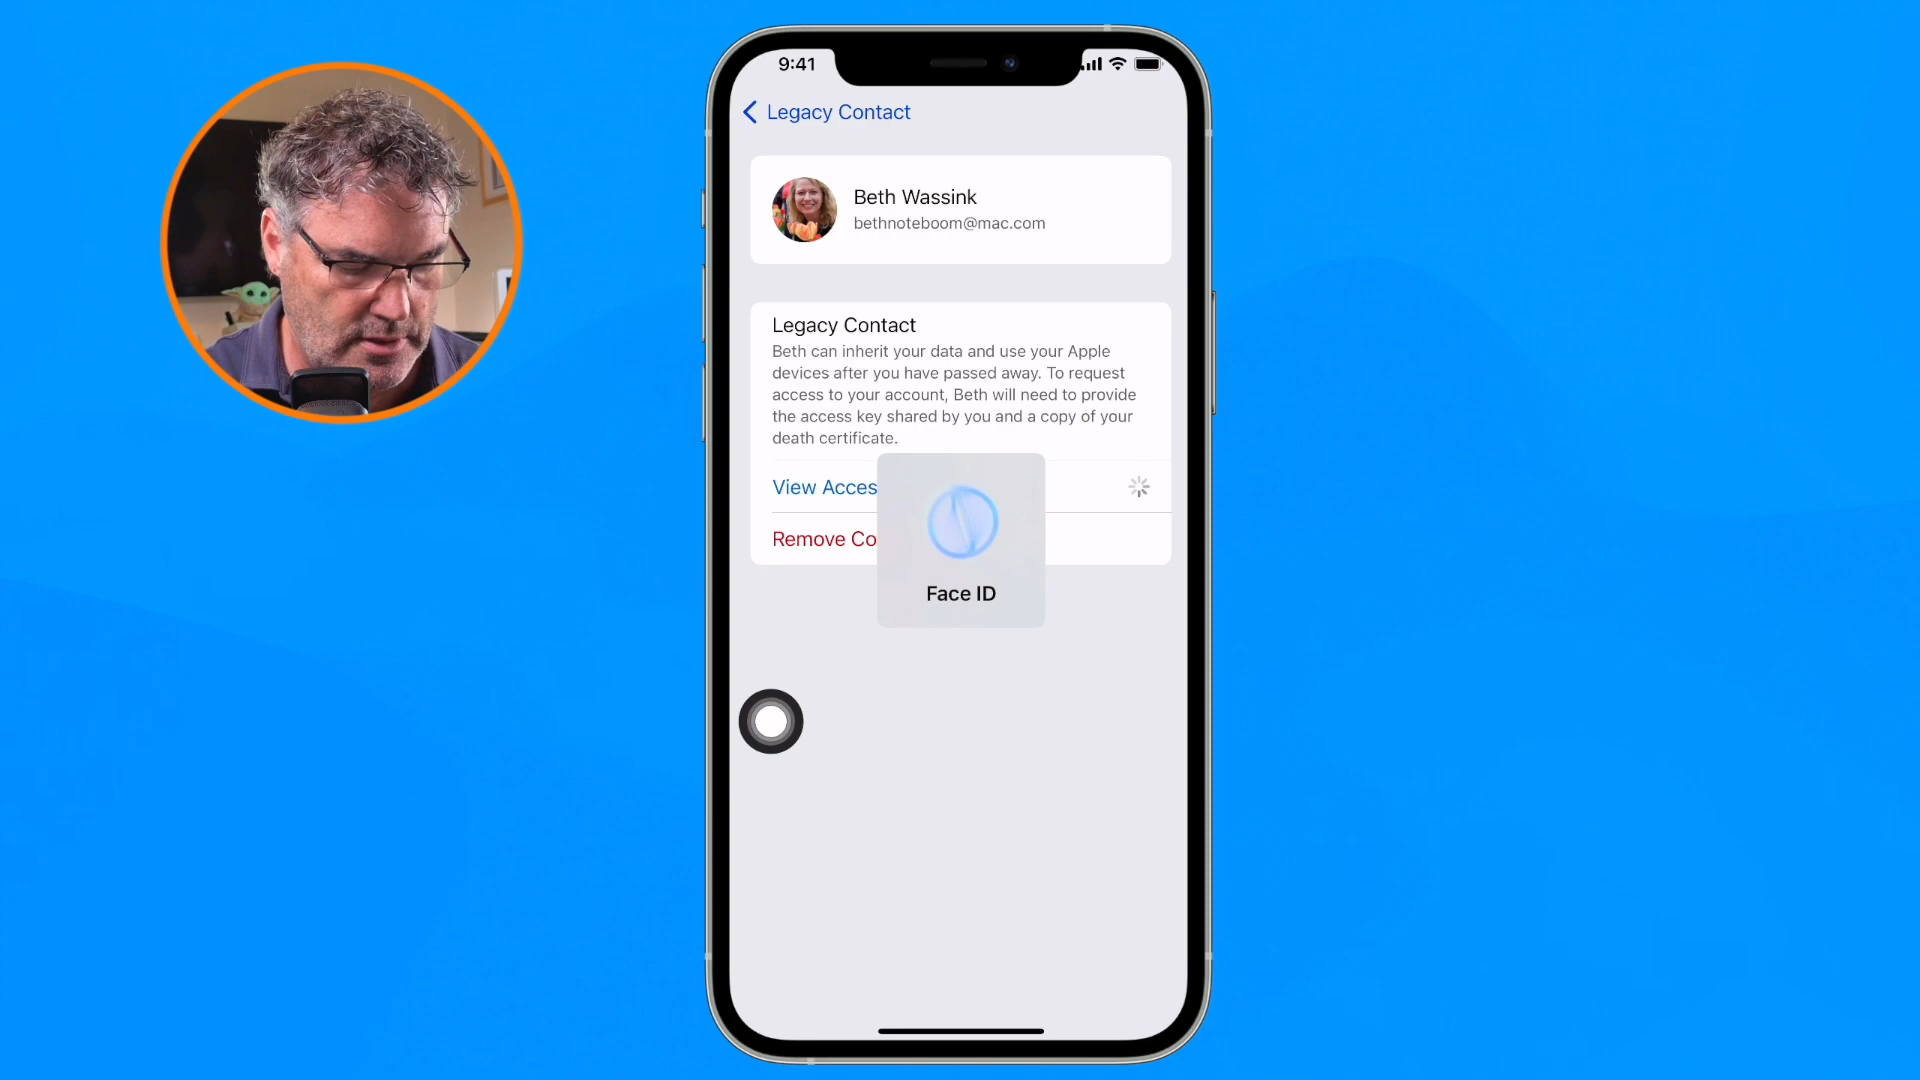 9:41
Legacy Contact
Beth Wassink
bethnoteboom@mac.com
Legacy Contact
Beth can inherit your data and use your Apple
devices after you have passed away. To request
access to your account, Beth will need to provide
the access key shared by you and a copy of your
death certificate.
View Acces
Remove Co
Face ID